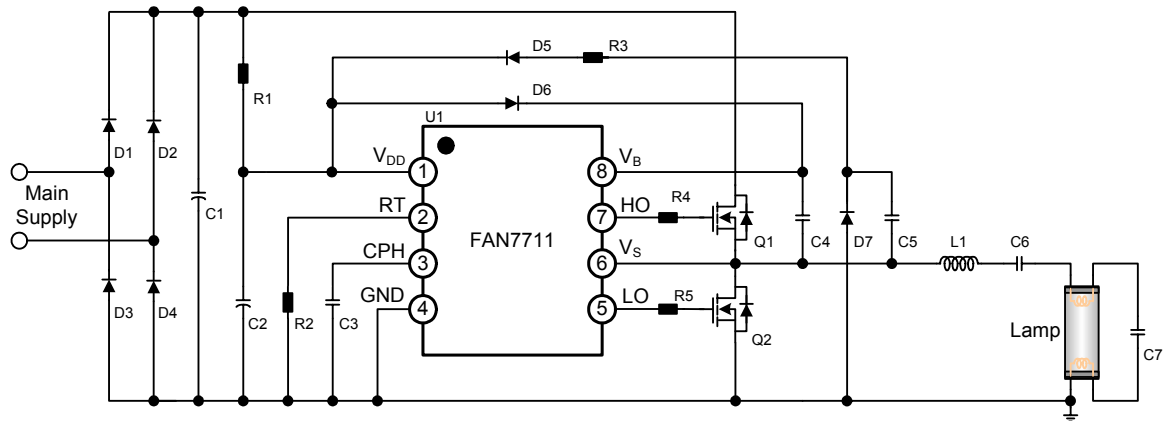 D5
R3
D6
R1
U1
D1
D2
VDD
1
8
VB
Main
Supply
C1
RT
2
7
HO
R4
FAN7711
Q1
C4
D7
C5
CPH
3
6
VS
L1
C6
D3
D4
C2
R2
C3
GND
4
5
LO
R5
Q2
Lamp
C7